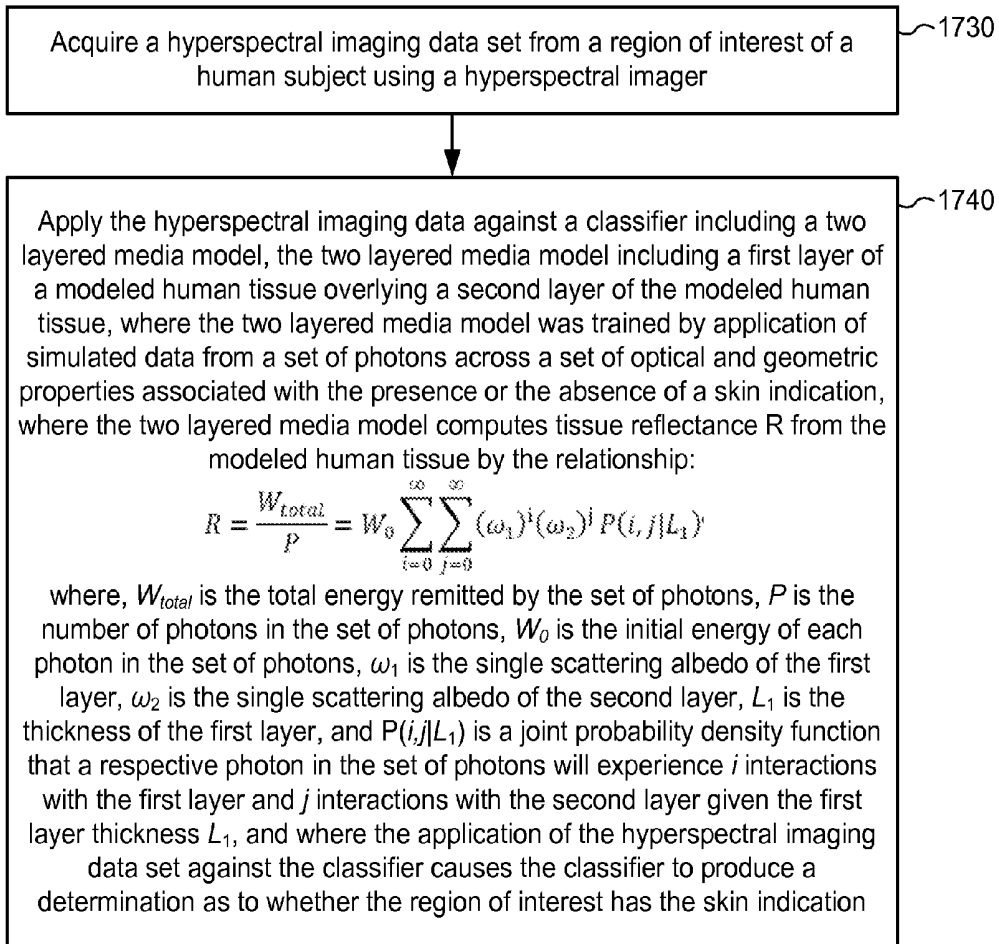 Acquire a hyperspectral imaging data set from a region of interest of a
human subject using a hyperspectral imager
1730
Apply the hyperspectral imaging data against a classifier including a two
layered media model, the two layered media model including a first layer of
a modeled human tissue overlying a second layer of the modeled human
tissue, where the two layered media model was trained by application of
simulated data from a set of photons across a set of optical and geometric
properties associated with the presence or the absence of a skin indication,
where the two layered media model computes tissue reflectance R from the
modeled human tissue by the relationship:
1740
R = W_total / P = W_0 ∑_{i=0}^{∞} ∑_{j=0}^{∞} (ω_1)^i (ω_2)^j P(i, j|L_1)'
where, W_total is the total energy remitted by the set of photons, P is the
number of photons in the set of photons, W_0 is the initial energy of each
photon in the set of photons, ω_1 is the single scattering albedo of the first
layer, ω_2 is the single scattering albedo of the second layer, L_1 is the
thickness of the first layer, and P(i,j|L_1) is a joint probability density function
that a respective photon in the set of photons will experience i interactions
with the first layer and j interactions with the second layer given the first
layer thickness L_1, and where the application of the hyperspectral imaging
data set against the classifier causes the classifier to produce a
determination as to whether the region of interest has the skin indication